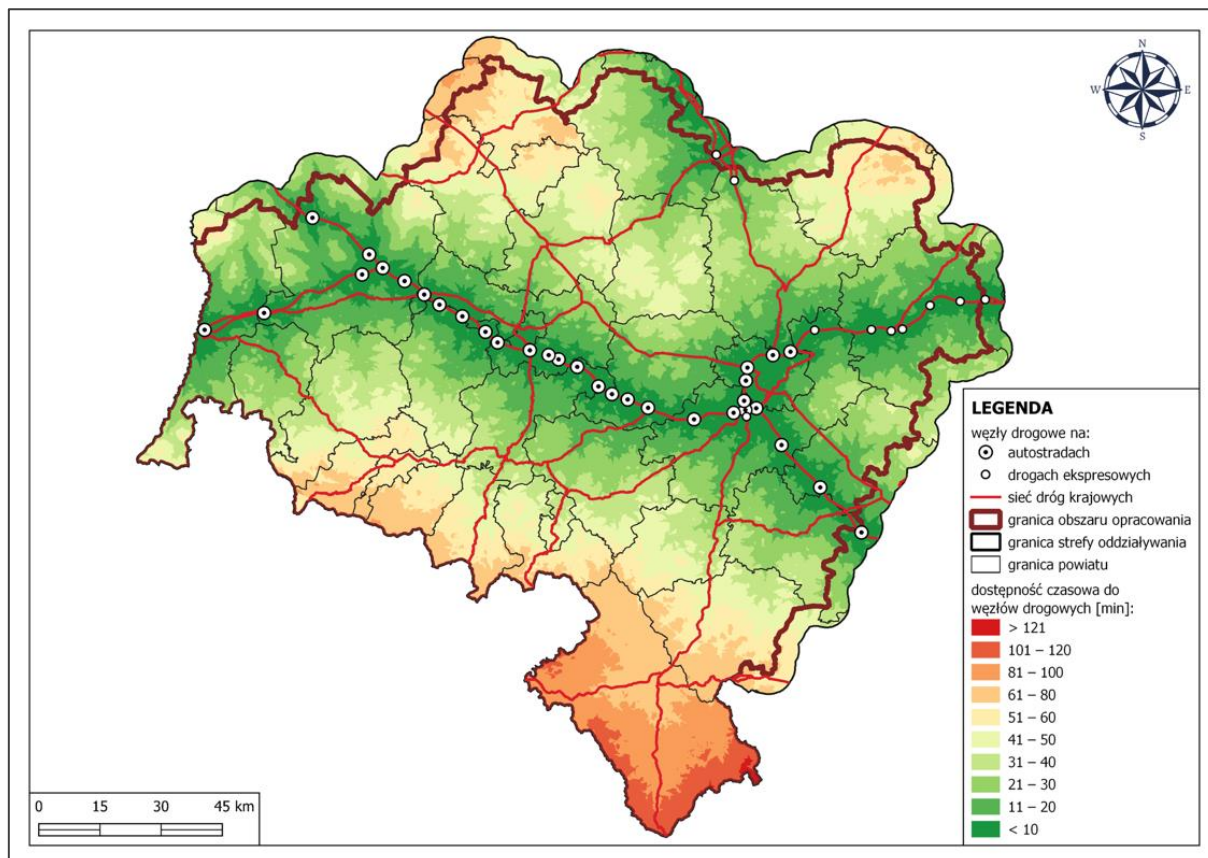 N
W E
S
LEGENDA
węzły drogowe na:
autostradach
drogach ekspresowych
sieć dróg krajowych
granica obszaru opracowania
granica strefy oddziaływania
granica powiatu
dostępność czasowa do
węzłów drogowych [min]:
> 121
101 – 120
81 – 100
61 – 80
51 – 60
41 – 50
31 – 40
21 – 30
11 – 20
< 10
0 15 30 45 km